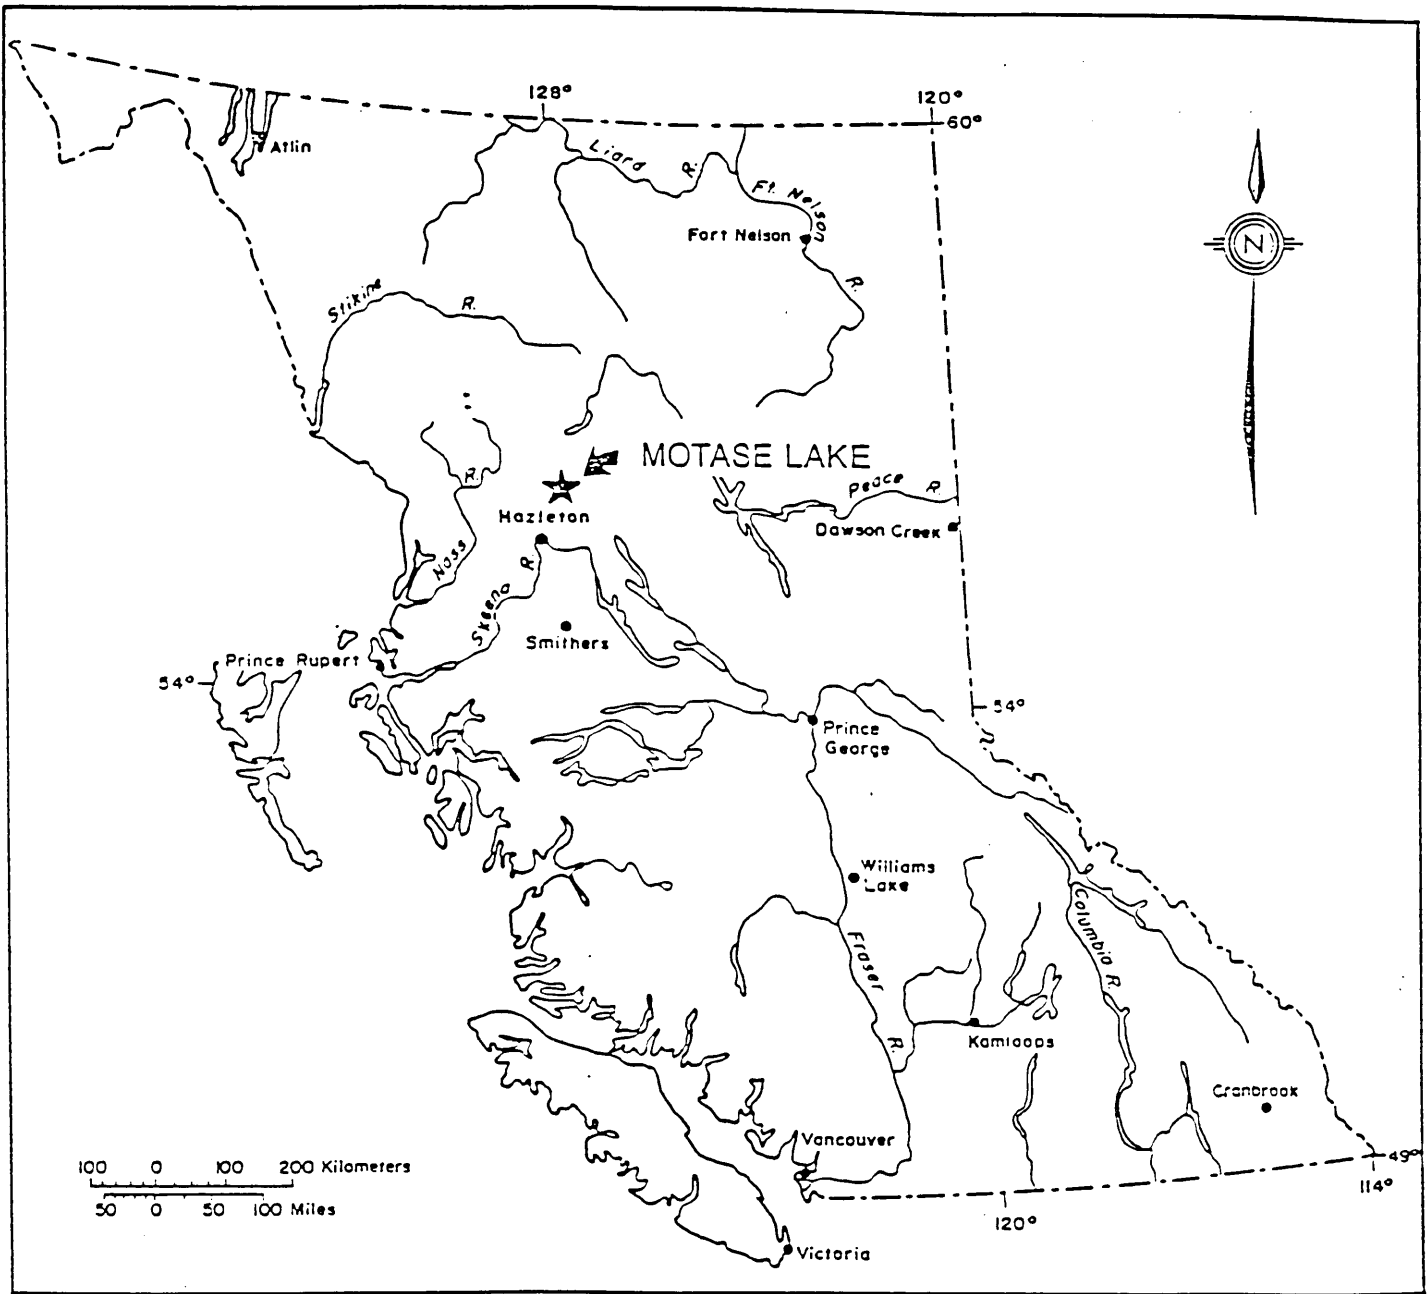 128°
120°
60°
Atlin
Liard R.
Ft. Nelson R.
Fort Nelson
Stikine R.
MOTASE LAKE
Peace R.
Hazleton
Dawson Creek
Nass R.
Skeena R.
Smithers
Prince Rupert
54°
54°
Prince
George
Williams
Lake
Columbia R.
Fraser R.
Kamloops
Cranbrook
Vancouver
49°
114°
120°
Victoria
100 0 100 200 Kilometers
50 0 50 100 Miles
N